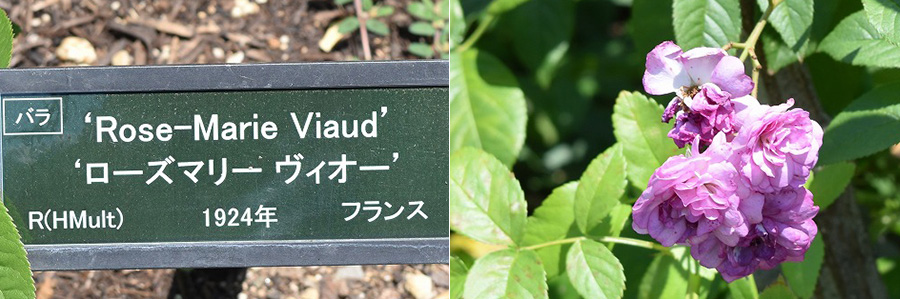 バラ
‘Rose-Marie Viaud’
‘ローズマリー ヴィオー’
R(HMult) 1924年 フランス